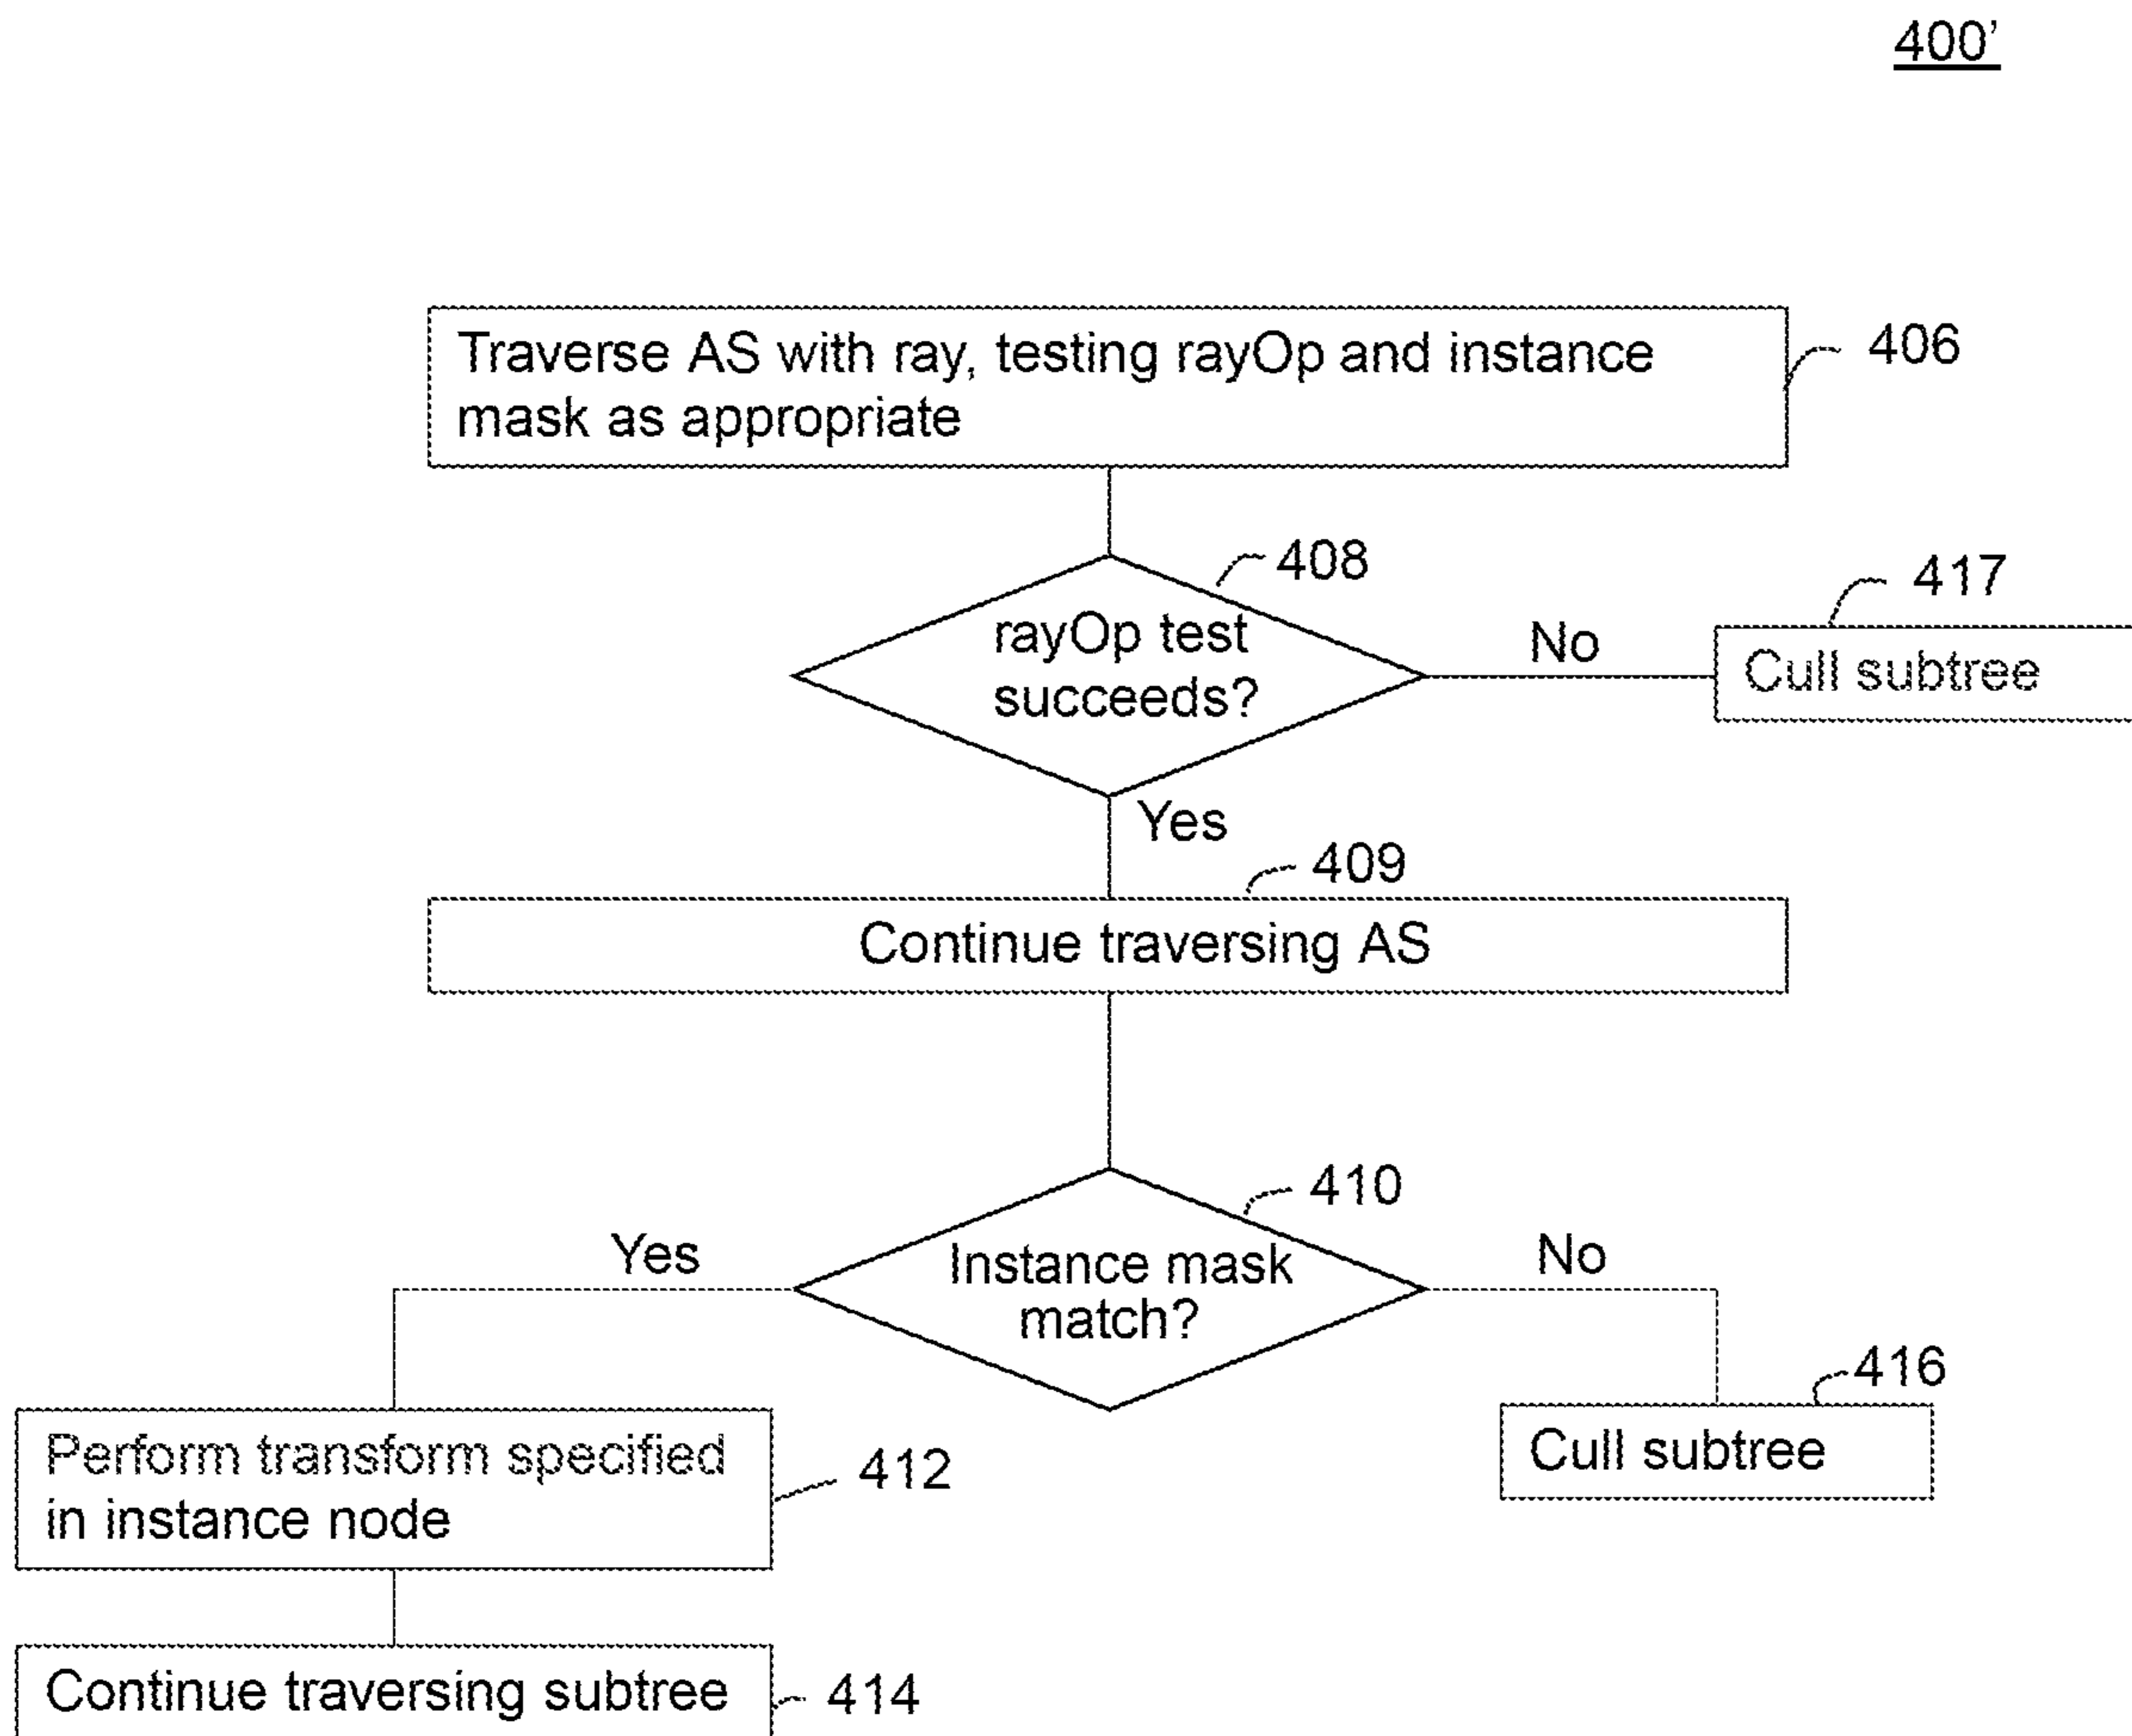 400’
Traverse AS with ray, testing rayOp and instance
mask as appropriate
406
408
rayOp test
succeeds?
No
417
Cull subtree
Yes
409
Continue traversing AS
410
Instance mask
match?
Yes
No
416
Cull subtree
Perform transform specified
in instance node
412
Continue traversing subtree
414